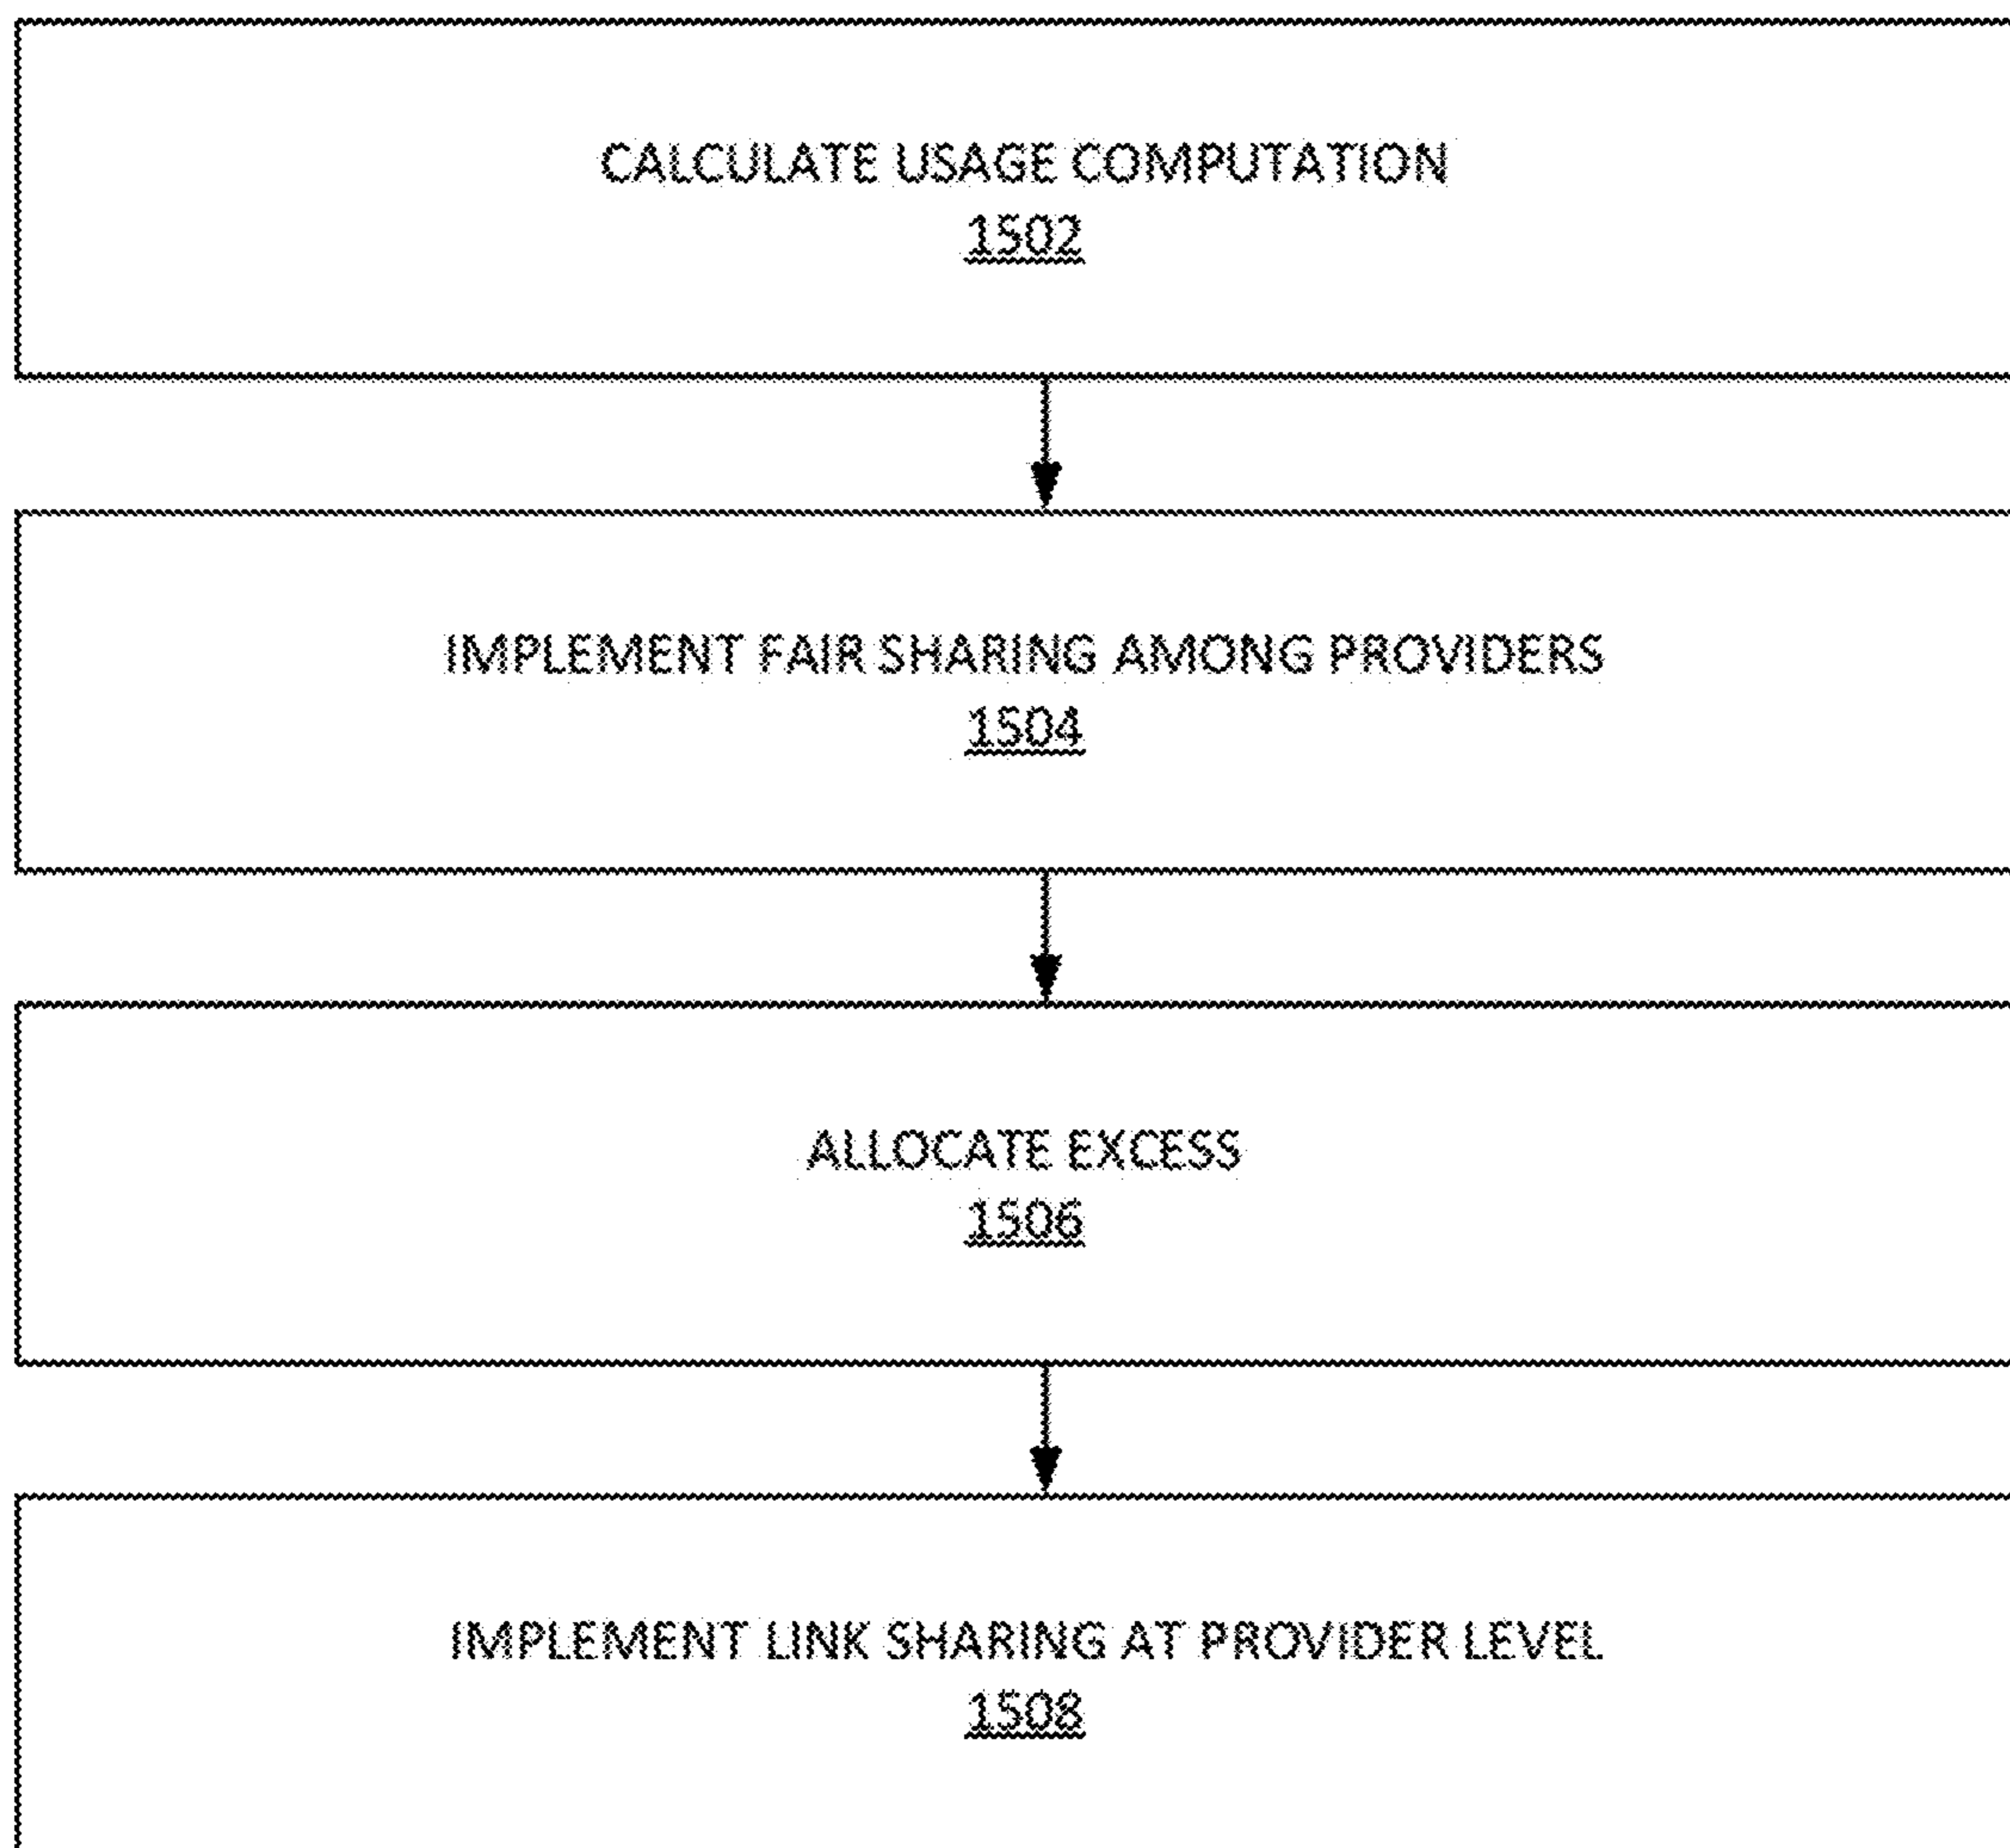 CALCULATE USAGE COMPUTATION
1502
IMPLEMENT FAIR SHARING AMONG PROVIDERS
1504
ALLOCATE EXCESS
1506
IMPLEMENT LINK SHARING AT PROVIDER LEVEL
1508